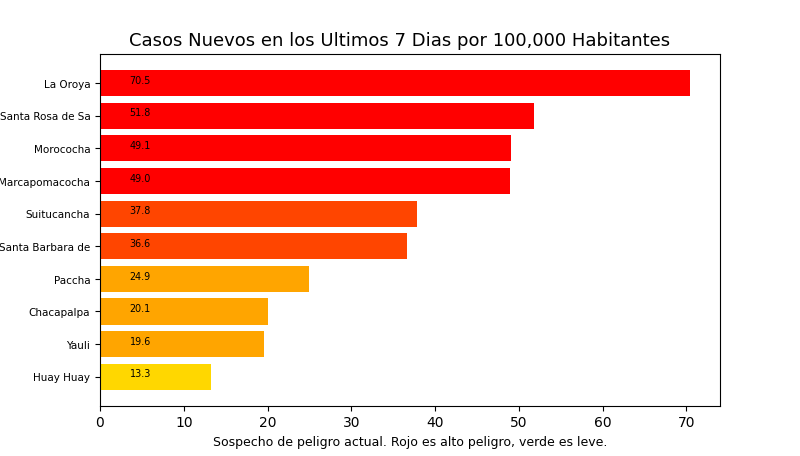 Casos Nuevos en los Ultimos 7 Dias por 100,000 Habitantes
La Oroya 70.5
Santa Rosa de Sa 51.8
Morococha 49.1
Marcapomacocha 49.0
Suitucancha 37.8
Santa Barbara de 36.6
Paccha 24.9
Chacapalpa 20.1
Yauli 19.6
Huay Huay 13.3
0 10 20 30 40 50 60 70
Sospecho de peligro actual. Rojo es alto peligro, verde es leve.